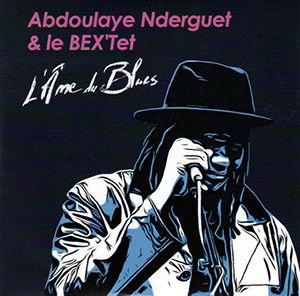 Abdoulaye Nderguet
& le BEX'Tet
L'Âme du Blues